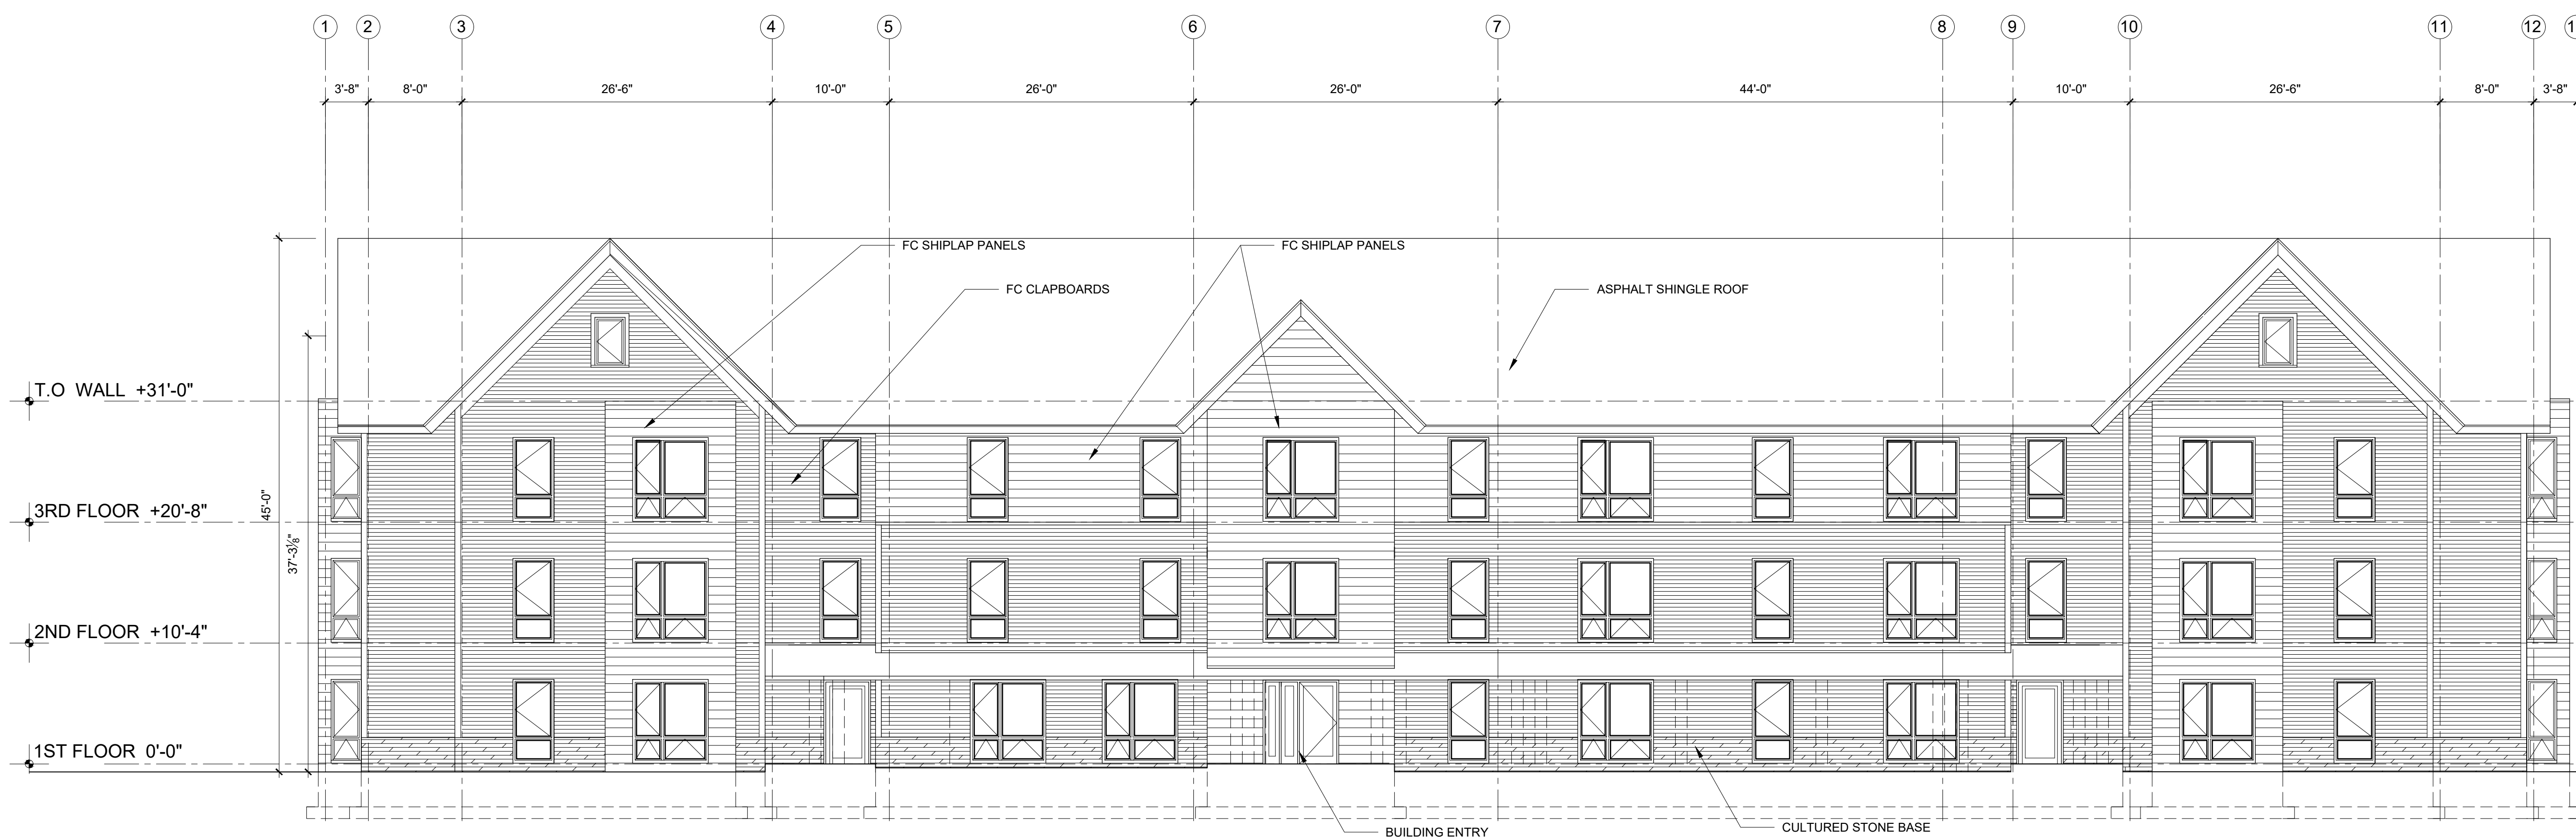 1 2 3 4 5 6 7 8 9 10 11 12
3'-8" 8'-0" 26'-6" 10'-0" 26'-0" 26'-0" 44'-0" 10'-0" 26'-6" 8'-0" 3'-8"
FC SHIPLAP PANELS
FC SHIPLAP PANELS
FC CLAPBOARDS
ASPHALT SHINGLE ROOF
T.O WALL +31'-0"
45'-0"
3RD FLOOR +20'-8"
37'-3⅛"
2ND FLOOR +10'-4"
1ST FLOOR 0'-0"
BUILDING ENTRY
CULTURED STONE BASE